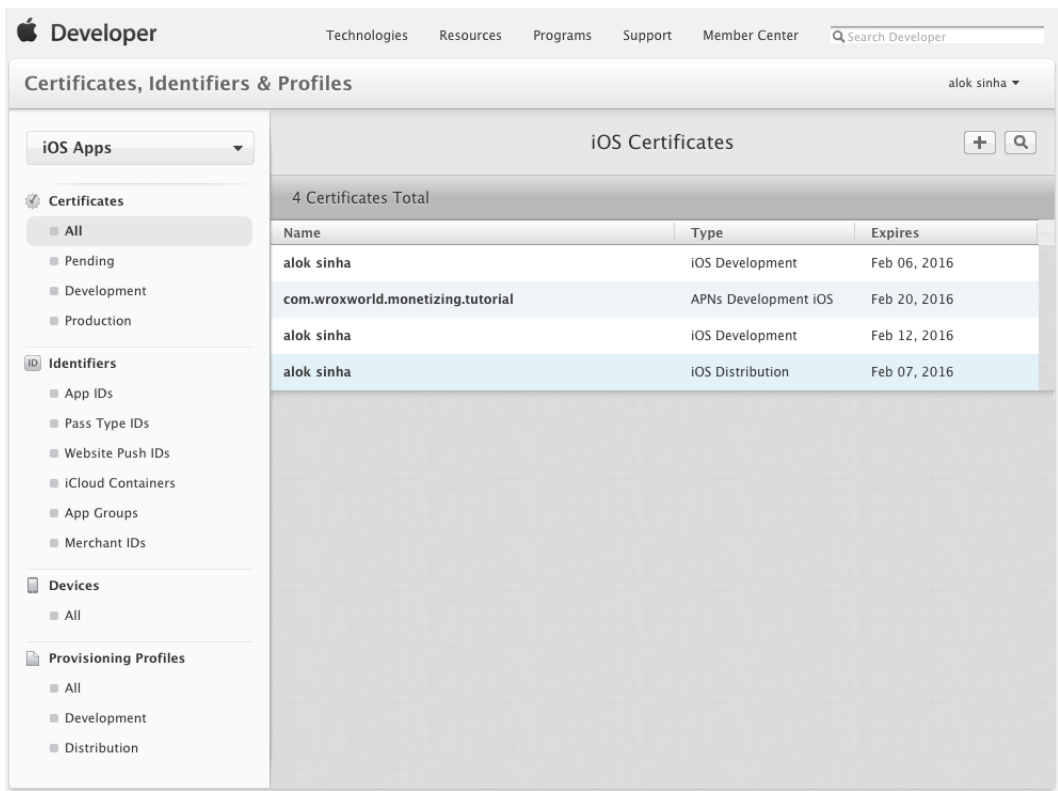 Developer
Technologies Resources Programs Support Member Center Search Developer
Certificates, Identifiers & Profiles
alok sinha
iOS Apps
Certificates
All
Pending
Development
Production
ID Identifiers
App IDs
Pass Type IDs
Website Push IDs
iCloud Containers
App Groups
Merchant IDs
Devices
All
Provisioning Profiles
All
Development
Distribution
iOS Certificates
4 Certificates Total
Name Type Expires
alok sinha iOS Development Feb 06, 2016
com.wroxworld.monetizing.tutorial APNs Development iOS Feb 20, 2016
alok sinha iOS Development Feb 12, 2016
alok sinha iOS Distribution Feb 07, 2016